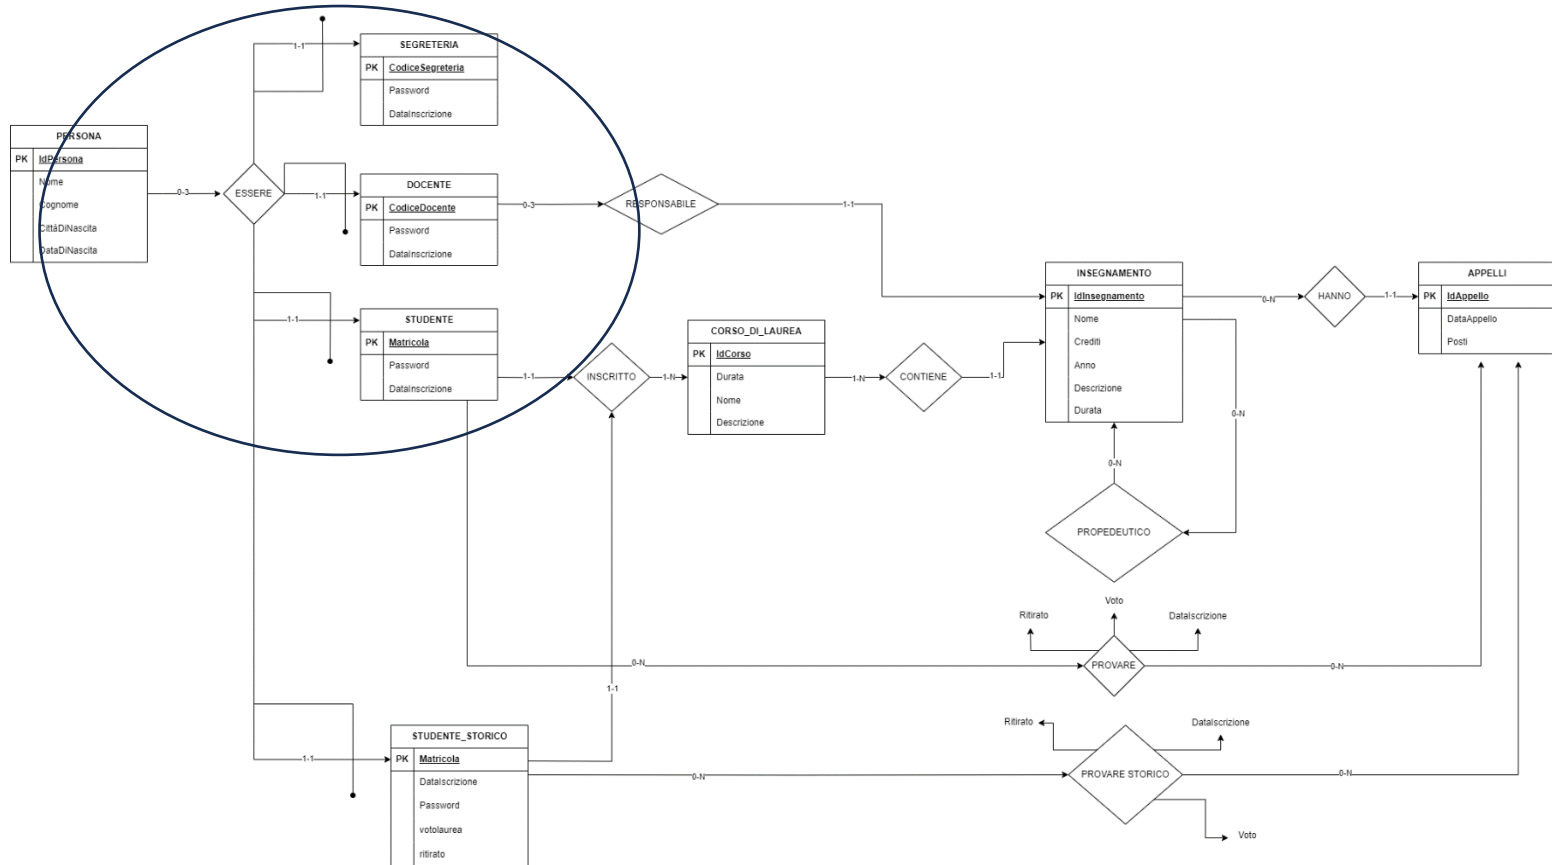 PERSONA
PK IdPersona
Nome
Cognome
CittàDiNascita
DataDiNascita
0-3
ESSERE
1-1
SEGRETERIA
PK CodiceSegreteria
Password
DataInscrizione
1-1
DOCENTE
PK CodiceDocente
Password
DataInscrizione
0-3
RESPONSABILE
1-1
1-1
STUDENTE
PK Matricola
Password
DataInscrizione
1-1
INSCRITTO
1-N
CORSO_DI_LAUREA
PK IdCorso
Durata
Nome
Descrizione
1-N
CONTIENE
1-1
INSEGNAMENTO
PK IdInsegnamento
Nome
Crediti
Anno
Descrizione
Durata
0-N
HANNO
1-1
APPELLI
PK IdAppello
DataAppello
Posti
0-N
0-N
PROPEDEUTICO
Ritirato
Voto
DataIscrizione
0-N
PROVARE
0-N
1-1
1-1
STUDENTE_STORICO
PK Matricola
DataIscrizione
Password
votolaurea
ritirato
0-N
Ritirato
DataIscrizione
PROVARE STORICO
0-N
Voto